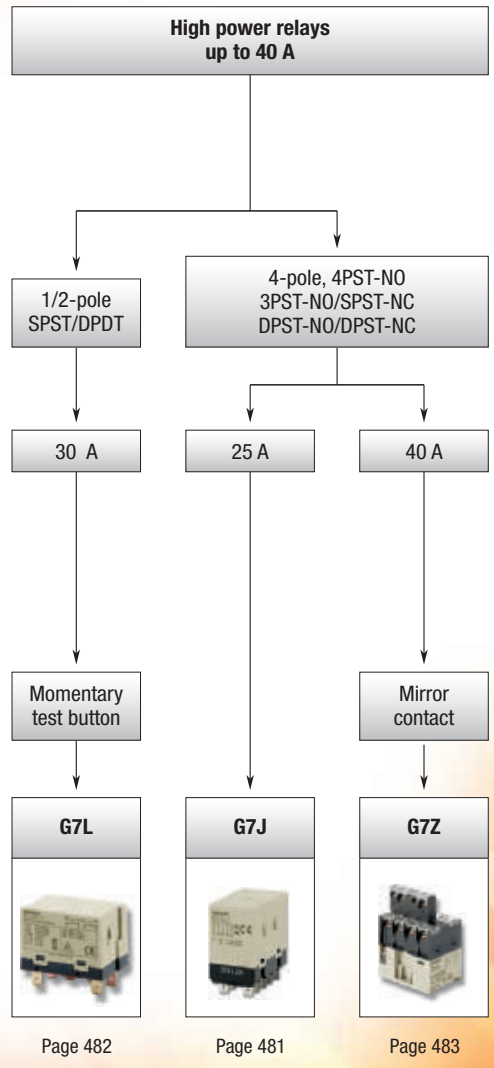 High power relays
up to 40 A
1/2-pole
SPST/DPDT
4-pole, 4PST-NO
3PST-NO/SPST-NC
DPST-NO/DPST-NC
30 A
25 A
40 A
Momentary
test button
Mirror
contact
G7L
G7J
G7Z
Page 482
Page 481
Page 483